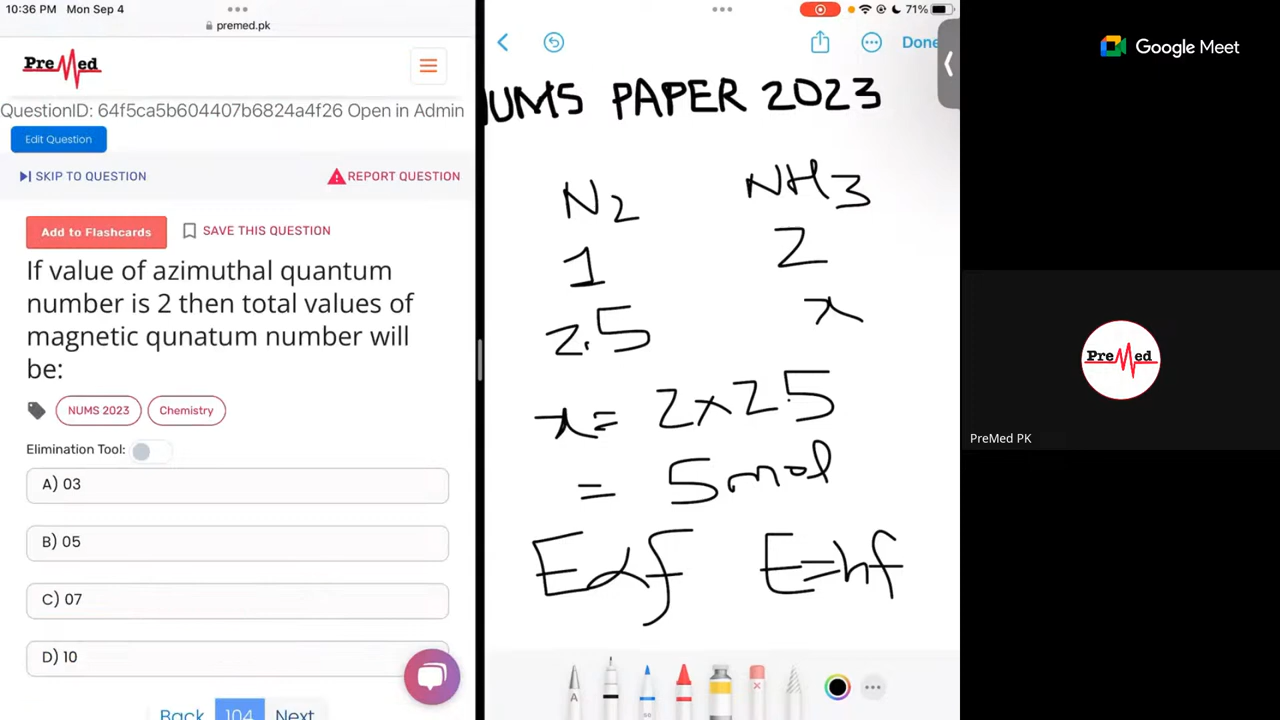 10:36 PM Mon Sep 4
premed.pk
PreMed
QuestionID: 64f5ca5b604407b6824a4f26 Open in Admin
Edit Question
SKIP TO QUESTION
REPORT QUESTION
Add to Flashcards
SAVE THIS QUESTION
If value of azimuthal quantum
number is 2 then total values of
magnetic qunatum number will
be:
NUMS 2023
Chemistry
Elimination Tool:
A) 03
B) 05
C) 07
D) 10
Back 104 Next
71%
Done
NUMS PAPER 2023
N2 NH3
1 2
2.5 x
x= 2×2.5
= 5mol
E∝f E=hf
A
Google Meet
PreMed
PreMed PK